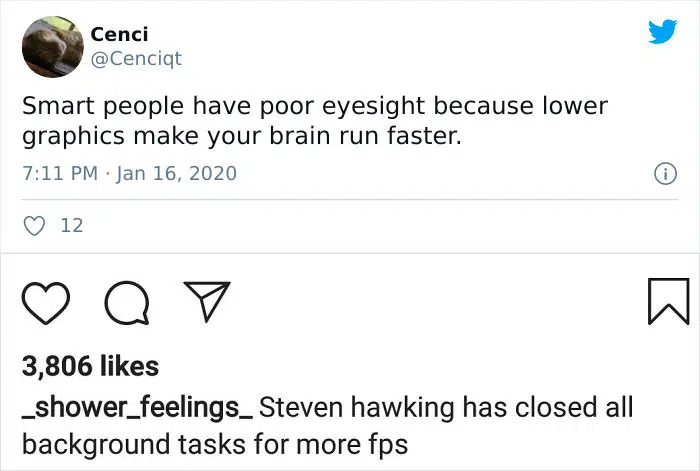 Cenci
@Cenciqt
Smart people have poor eyesight because lower
graphics make your brain run faster.
7:11 PM · Jan 16, 2020
12
3,806 likes
_shower_feelings_ Steven hawking has closed all
background tasks for more fps